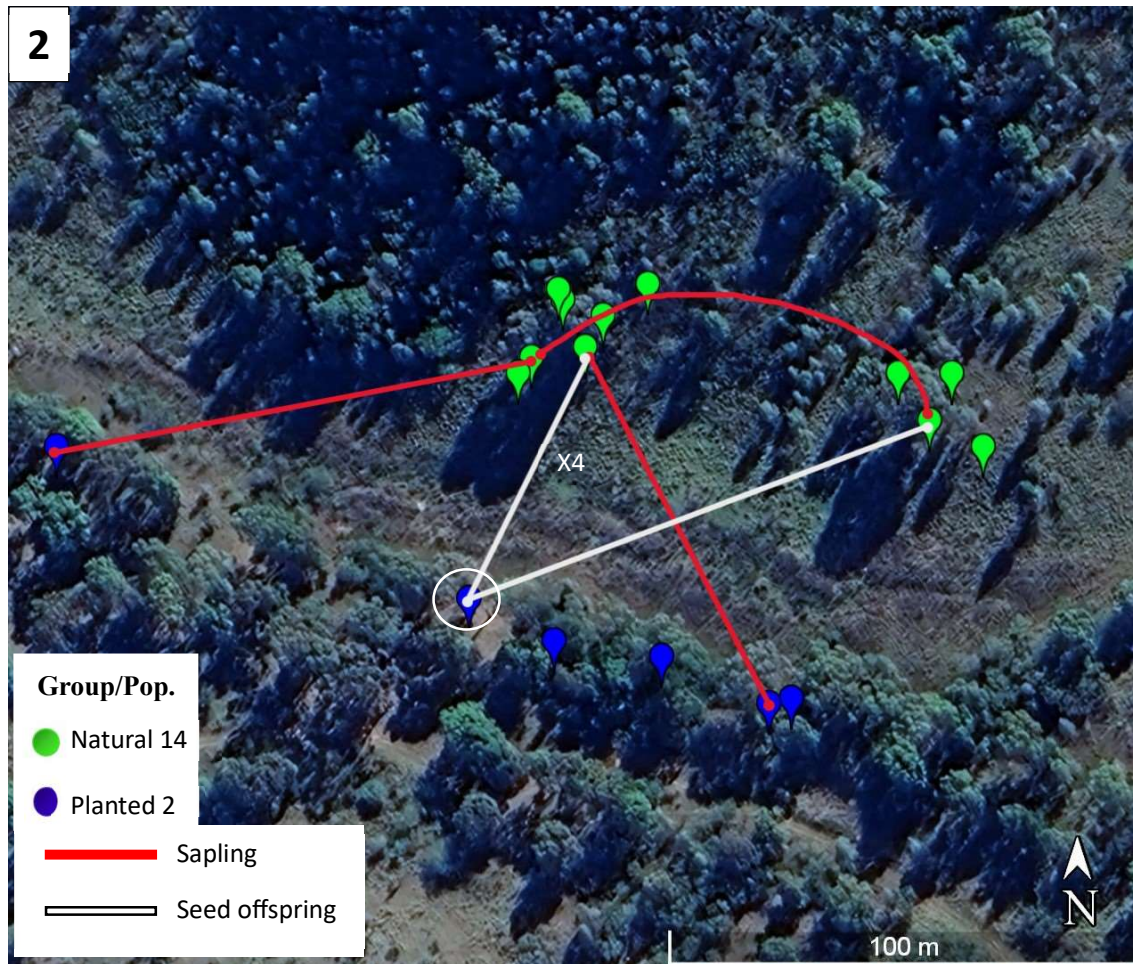 2
X4
Group/Pop.
Natural 14
Planted 2
Sapling
Seed offspring
N
100 m